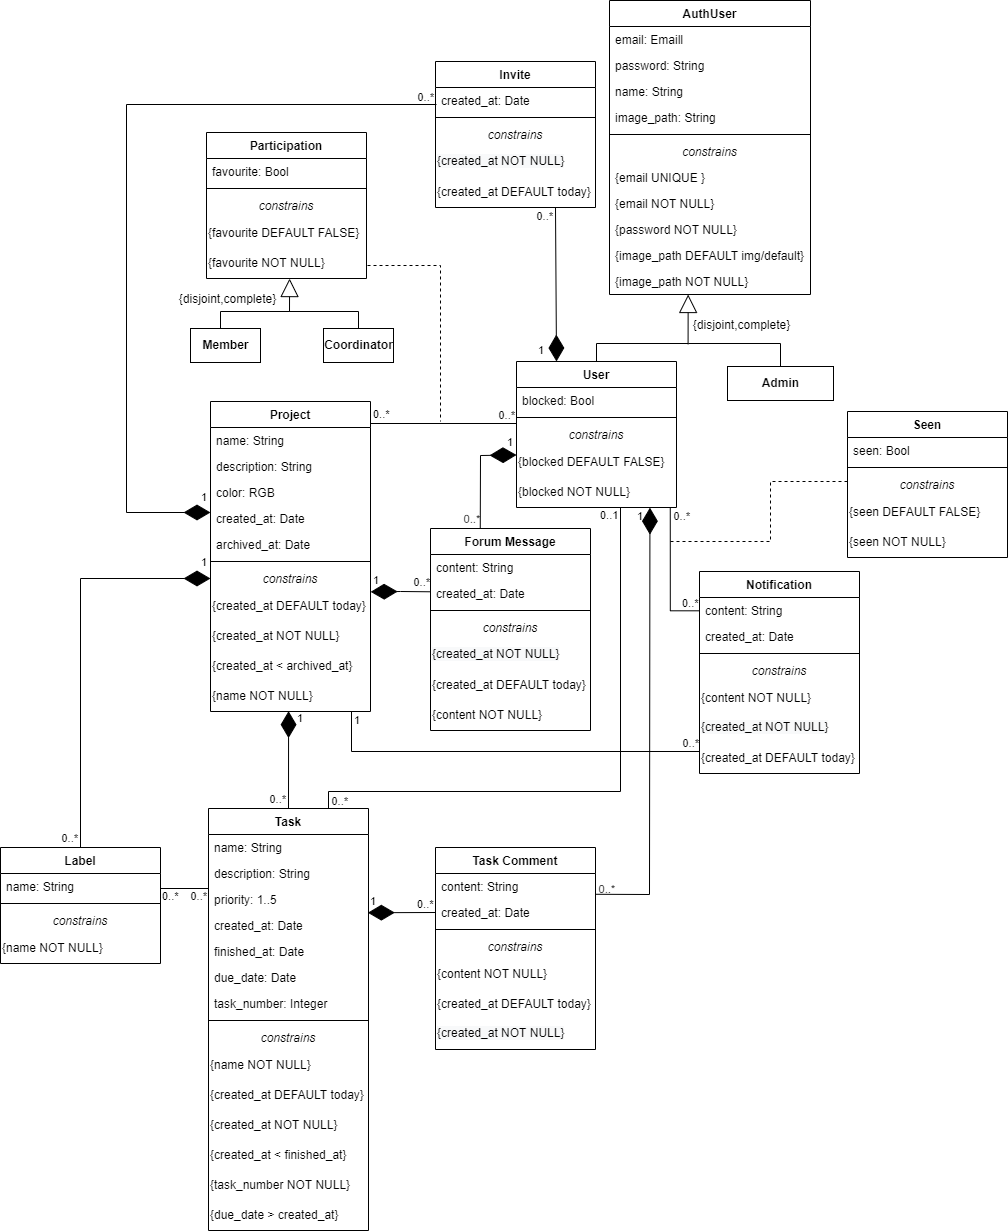 AuthUser
email: Emaill
password: String
name: String
image_path: String
constrains
{email UNIQUE }
{email NOT NULL}
{password NOT NULL}
{image_path DEFAULT img/default}
{image_path NOT NULL}
{disjoint,complete}
Invite
created_at: Date
constrains
{created_at NOT NULL}
{created_at DEFAULT today}
0..*
0..*
1
Participation
favourite: Bool
constrains
{favourite DEFAULT FALSE}
{favourite NOT NULL}
{disjoint,complete}
Member
Coordinator
User
blocked: Bool
constrains
{blocked DEFAULT FALSE}
{blocked NOT NULL}
Admin
0..*
0..*
1
0..*
0..1
1
0..*
Seen
seen: Bool
constrains
{seen DEFAULT FALSE}
{seen NOT NULL}
Project
name: String
description: String
color: RGB
created_at: Date
archived_at: Date
constrains
{created_at DEFAULT today}
{created_at NOT NULL}
{created_at < archived_at}
{name NOT NULL}
1
1
1
0..*
1
1
Forum Message
content: String
created_at: Date
constrains
{created_at NOT NULL}
{created_at DEFAULT today}
{content NOT NULL}
Notification
content: String
created_at: Date
constrains
{content NOT NULL}
{created_at NOT NULL}
{created_at DEFAULT today}
0..*
0..*
0..*
0..*
0..*
Label
name: String
constrains
{name NOT NULL}
0..*
0..*
Task
name: String
description: String
priority: 1..5
created_at: Date
finished_at: Date
due_date: Date
task_number: Integer
constrains
{name NOT NULL}
{created_at DEFAULT today}
{created_at NOT NULL}
{created_at < finished_at}
{task_number NOT NULL}
{due_date > created_at}
1
0..*
0..*
Task Comment
content: String
created_at: Date
constrains
{content NOT NULL}
{created_at DEFAULT today}
{created_at NOT NULL}